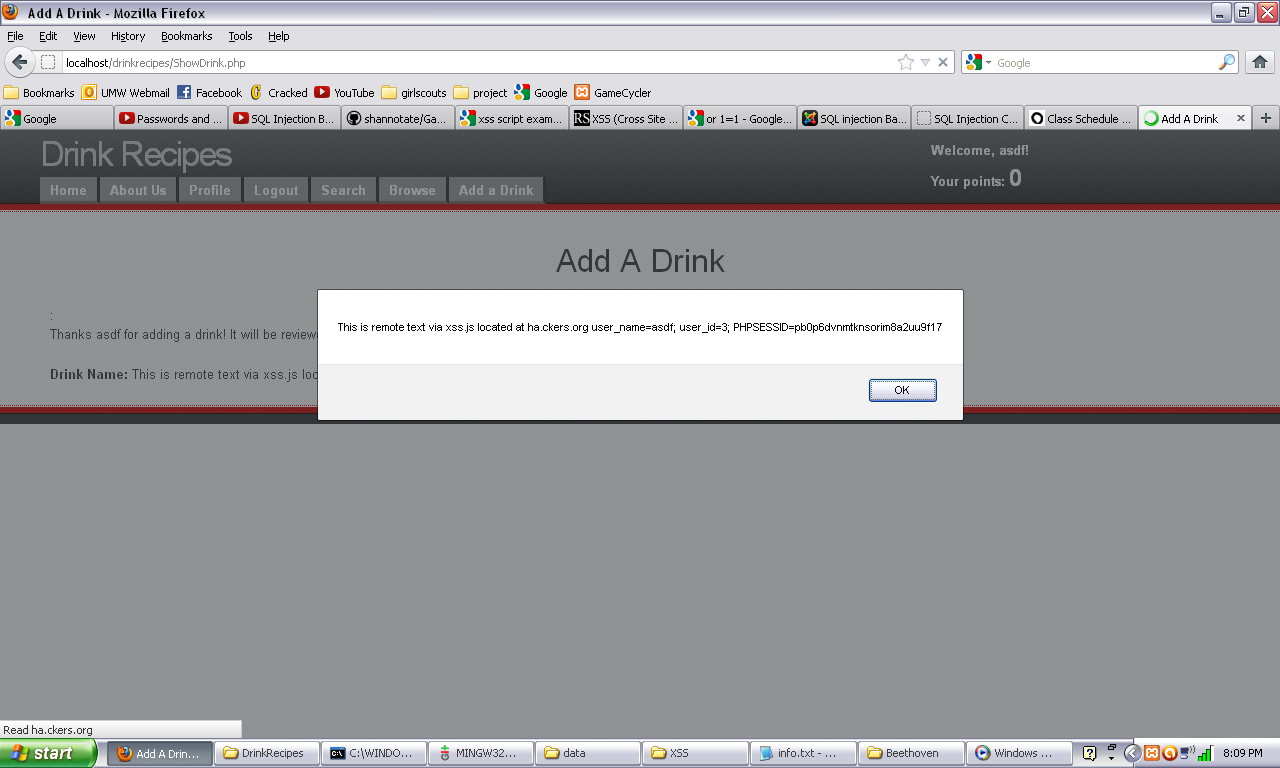 Add A Drink - Mozilla Firefox
File Edit View History Bookmarks Tools Help
localhost/drinkrecipes/ShowDrink.php
Google
Bookmarks UMW Webmail Facebook Cracked YouTube girlscouts project Google GameCycler
Google Passwords and ... SQL Injection B... shannotate/Ga... xss script exam... RS XSS (Cross Site ... or 1=1 - Google... SQL injection Ba... SQL Injection C... Class Schedule ... Add A Drink
Drink Recipes
Welcome, asdf!
Your points: 0
Home About Us Profile Logout Search Browse Add a Drink
Add A Drink
:
Thanks asdf for adding a drink! It will be review
Drink Name: This is remote text via xss.js loc
This is remote text via xss.js located at ha.ckers.org user_name=asdf; user_id=3; PHPSESSID=pb0p6dvnmtknsorim8a2uu9f17
OK
Read ha.ckers.org
start Add A Drin... DrinkRecipes C:\WINDO... MINGW32... data XSS info.txt - ... Beethoven Windows ... 8:09 PM